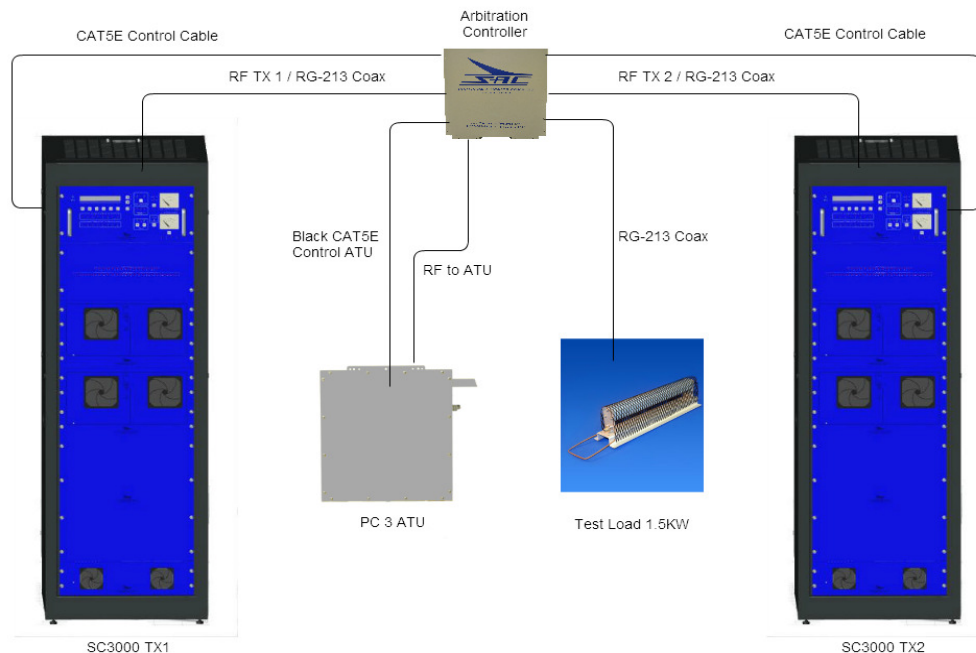 Arbitration
Controller
CAT5E Control Cable
CAT5E Control Cable
RF TX 1 / RG-213 Coax
RF TX 2 / RG-213 Coax
Black CAT5E
Control ATU
RF to ATU
RG-213 Coax
PC 3 ATU
Test Load 1.5KW
SC3000 TX1
SC3000 TX2